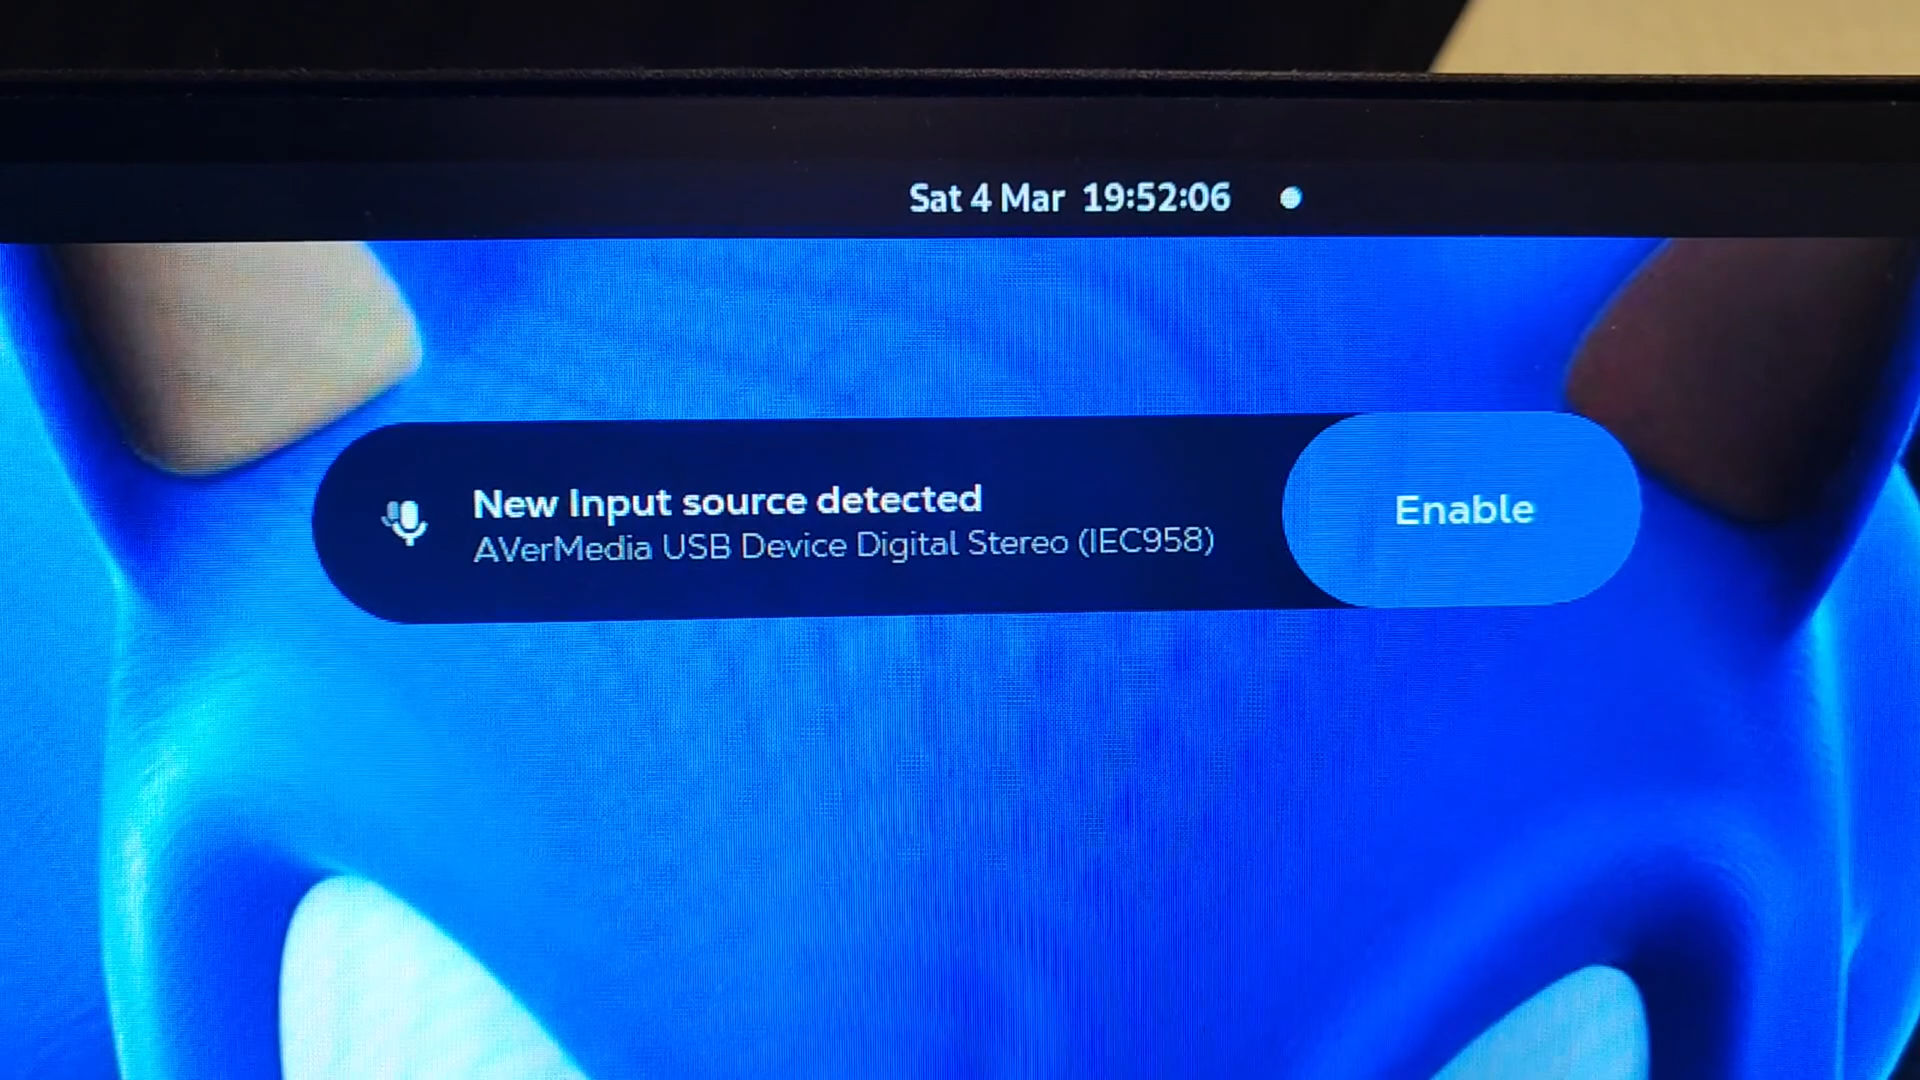 Sat 4 Mar 19:52:06
New Input source detected
AVerMedia USB Device Digital Stereo (IEC958)
Enable